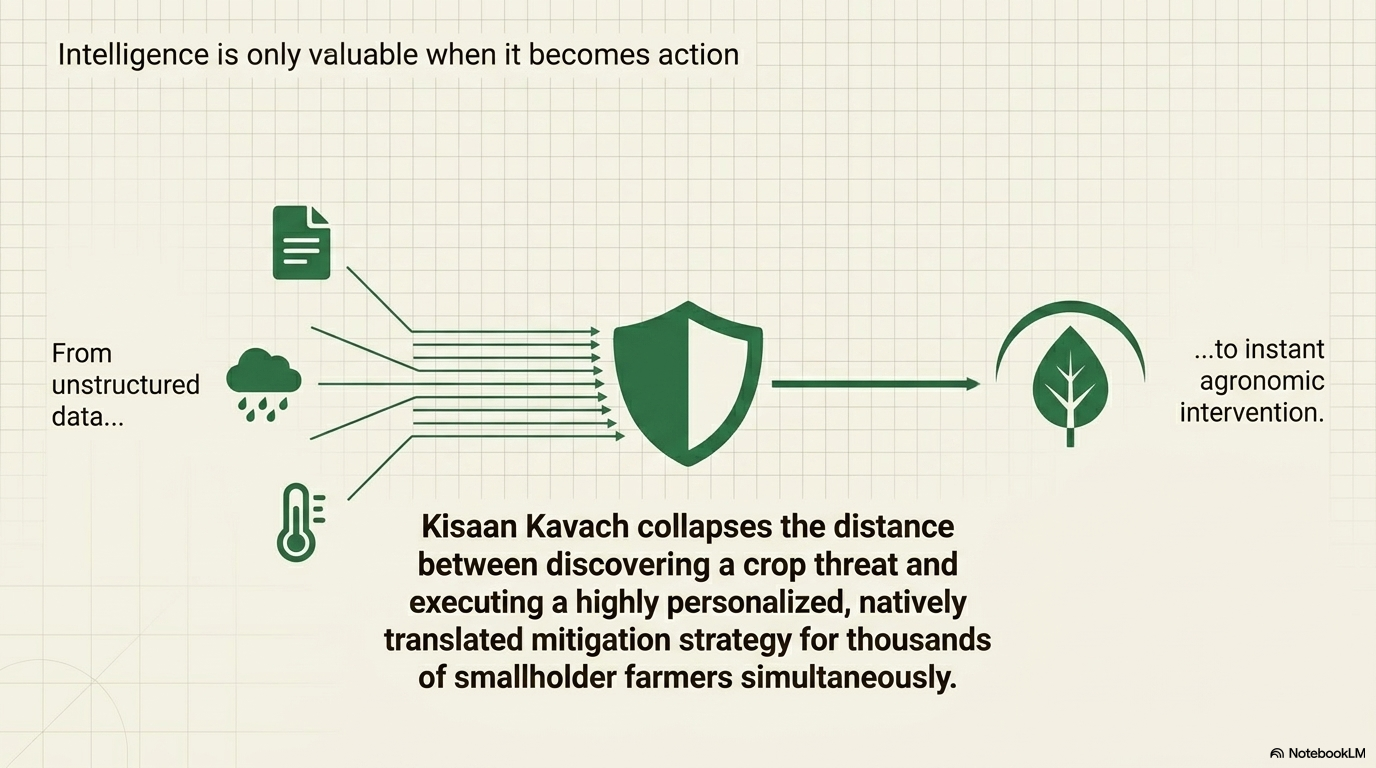 Intelligence is only valuable when it becomes action
From
unstructured
data...
...to instant
agronomic
intervention.
Kisaan Kavach collapses the distance
between discovering a crop threat and
executing a highly personalized, natively
translated mitigation strategy for thousands
of smallholder farmers simultaneously.
NotebookLM